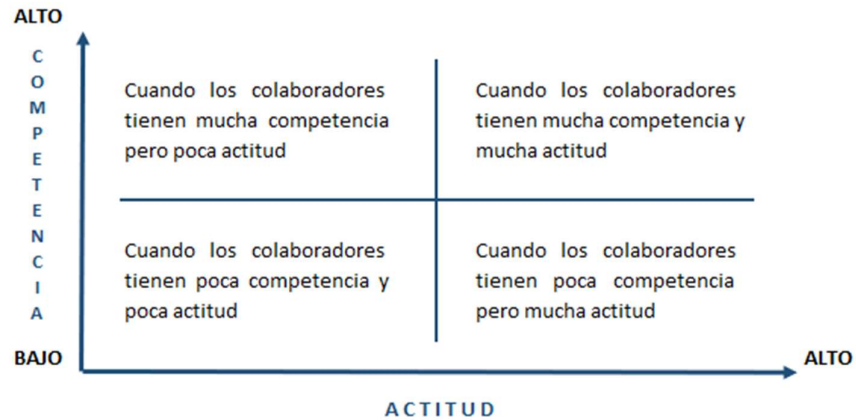 ALTO
COMPETENCIA
Cuando los colaboradores
tienen mucha competencia
pero poca actitud
Cuando los colaboradores
tienen mucha competencia y
mucha actitud
Cuando los colaboradores
tienen poca competencia y
poca actitud
Cuando los colaboradores
tienen poca competencia
pero mucha actitud
BAJO
ALTO
ACTITUD